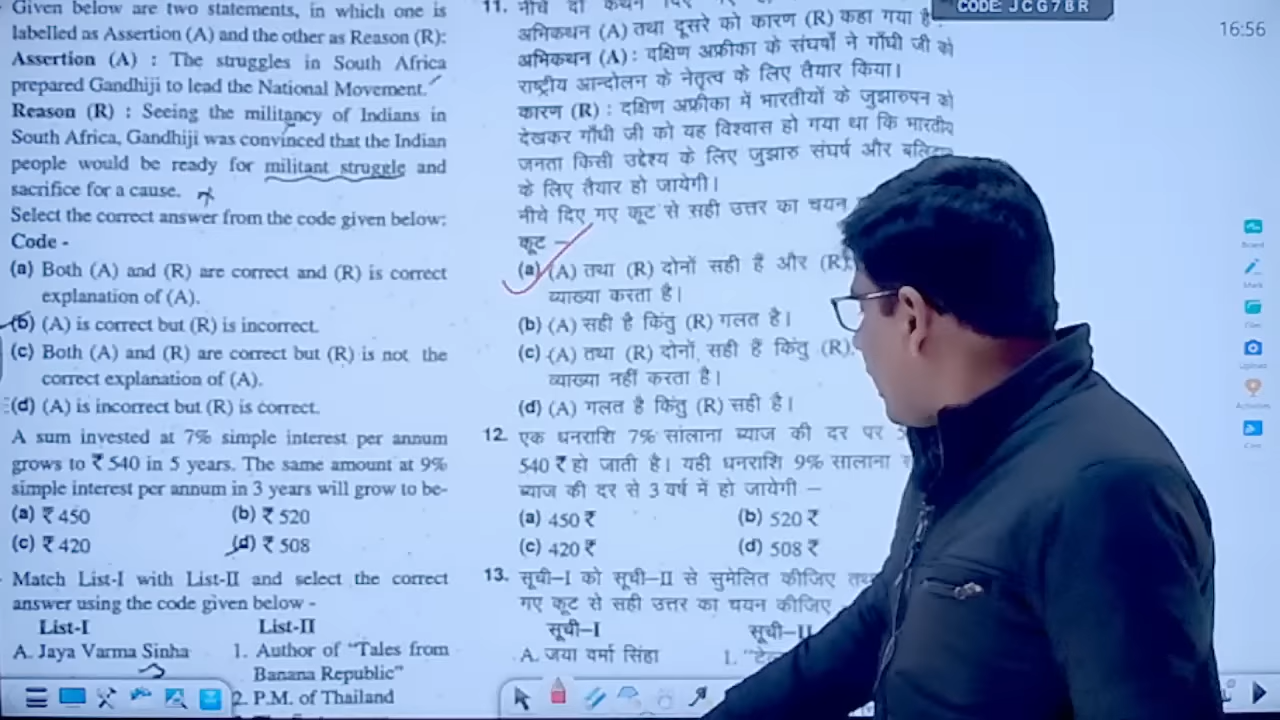 Given below are two statements, in which one is
labelled as Assertion (A) and the other as Reason (R):
Assertion (A) : The struggles in South Africa
prepared Gandhiji to lead the National Movement.
Reason (R) : Seeing the militancy of Indians in
South Africa, Gandhiji was convinced that the Indian
people would be ready for militant struggle and
sacrifice for a cause.
Select the correct answer from the code given below:
Code -
(a) Both (A) and (R) are correct and (R) is correct
explanation of (A).
(b) (A) is correct but (R) is incorrect.
(c) Both (A) and (R) are correct but (R) is not the
correct explanation of (A).
(d) (A) is incorrect but (R) is correct.
A sum invested at 7% simple interest per annum
grows to ₹ 540 in 5 years. The same amount at 9%
simple interest per annum in 3 years will grow to be-
(a) ₹ 450 (b) ₹ 520
(c) ₹ 420 (d) ₹ 508
Match List-I with List-II and select the correct
answer using the code given below -
List-I List-II
A. Jaya Varma Sinha 1. Author of "Tales from
Banana Republic"
2. P.M. of Thailand
11. नीचे दो कथन दिए
अभिकथन (A) तथा दूसरे को कारण (R) कहा गया है
अभिकथन (A) : दक्षिण अफ्रीका के संघर्षों ने गाँधी जी को
राष्ट्रीय आन्दोलन के नेतृत्व के लिए तैयार किया।
कारण (R) : दक्षिण अफ्रीका में भारतीयों के जुझारुपन को
देखकर गाँधी जी को यह विश्वास हो गया था कि भारतीय
जनता किसी उद्देश्य के लिए जुझारु संघर्ष और
के लिए तैयार हो जायेगी।
नीचे दिए गए कूट से सही उत्तर का चयन
कूट –
(a) (A) तथा (R) दोनों सही हैं और (R)
व्याख्या करता है।
(b) (A) सही है किंतु (R) गलत है।
(c) (A) तथा (R) दोनों सही हैं किंतु (R)
व्याख्या नहीं करता है।
(d) (A) गलत है किंतु (R) सही है।
12. एक धनराशि 7% सालाना ब्याज की दर पर
540 ₹ हो जाती है। यही धनराशि 9% सालाना
ब्याज की दर से 3 वर्ष में हो जायेगी –
(a) 450 ₹ (b) 520 ₹
(c) 420 ₹ (d) 508 ₹
13. सूची–I को सूची–II से सुमेलित कीजिए
गए कूट से सही उत्तर का चयन कीजिए
सूची–I सूची–II
A. जया वर्मा सिंहा 1.
CODE: JCG7BR
16:56
Board
Mark
Files